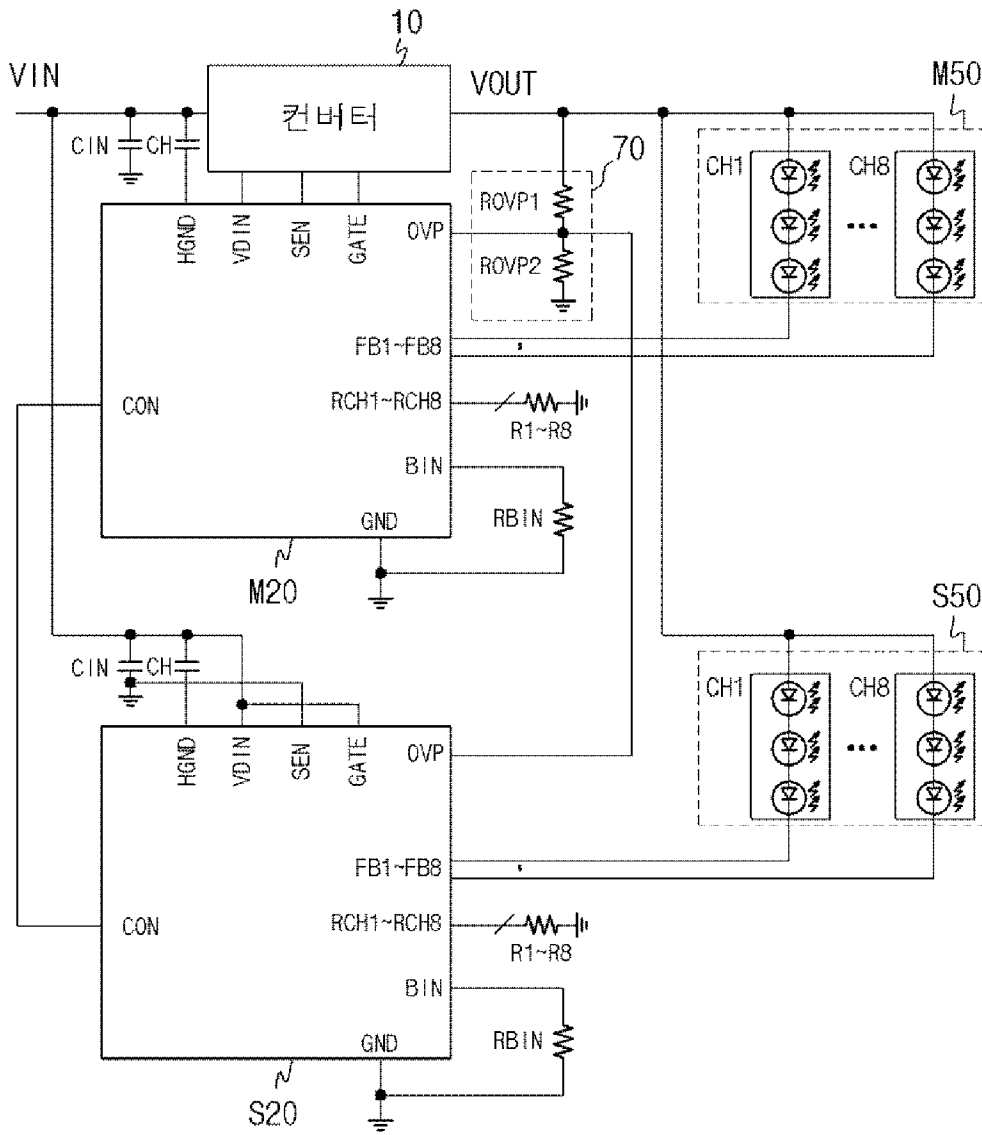 10
VIN
컨버터
VOUT
M50
CIN
CH
70
CH1
CH8
ROVP1
ROVP2
HGND
VDIN
SEN
GATE
OVP
FB1~FB8
CON
RCH1~RCH8
R1~R8
BIN
RBIN
GND
M20
S50
CIN
CH
CH1
CH8
HGND
VDIN
SEN
GATE
OVP
FB1~FB8
CON
RCH1~RCH8
R1~R8
BIN
RBIN
GND
S20